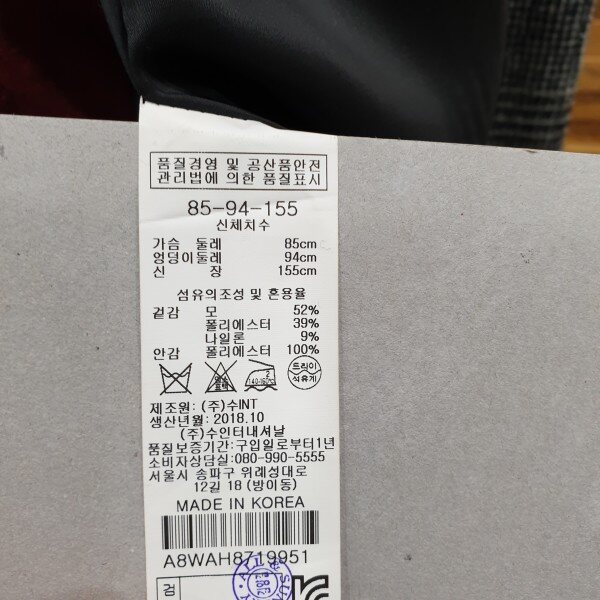 품질경영 및 공산품안전
관리법에 의한 품질표시
85-94-155
신체치수
가슴 둘레 85cm
엉덩이둘레 94cm
신 장 155cm
섬유의조성 및 혼용율
겉감 모 52%
폴리에스터 39%
나일론 9%
안감 폴리에스터 100%
드라이
석유계
제조원: (주)수INT
생산년월: 2018.10
(주)수인터내셔날
품질보증기간:구입일로부터1년
소비자상담실:080-990-5555
서울시 송파구 위례성대로
12길 18 (방이동)
MADE IN KOREA
A8WAH8719951
검